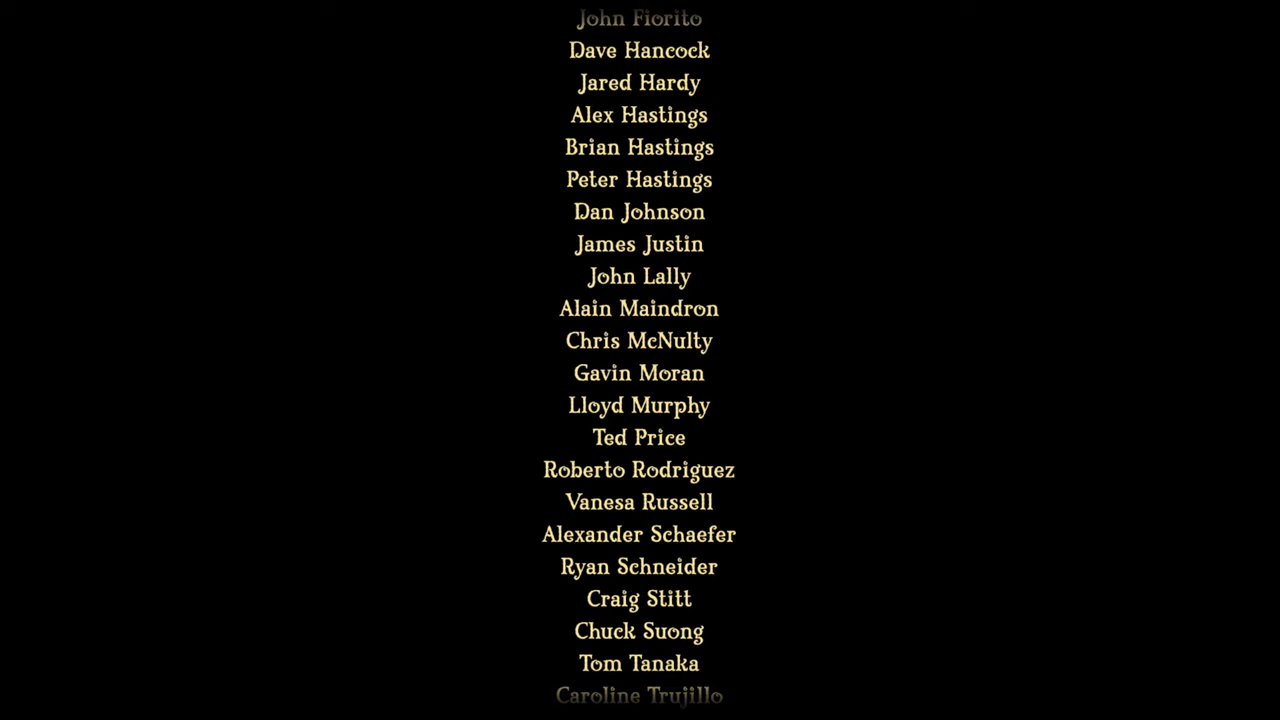 John Fiorito
Dave Hancock
Jared Hardy
Alex Hastings
Brian Hastings
Peter Hastings
Dan Johnson
James Justin
John Lally
Alain Maindron
Chris McNulty
Gavin Moran
Lloyd Murphy
Ted Price
Roberto Rodriguez
Vanesa Russell
Alexander Schaefer
Ryan Schneider
Craig Stitt
Chuck Suong
Tom Tanaka
Caroline Trujillo